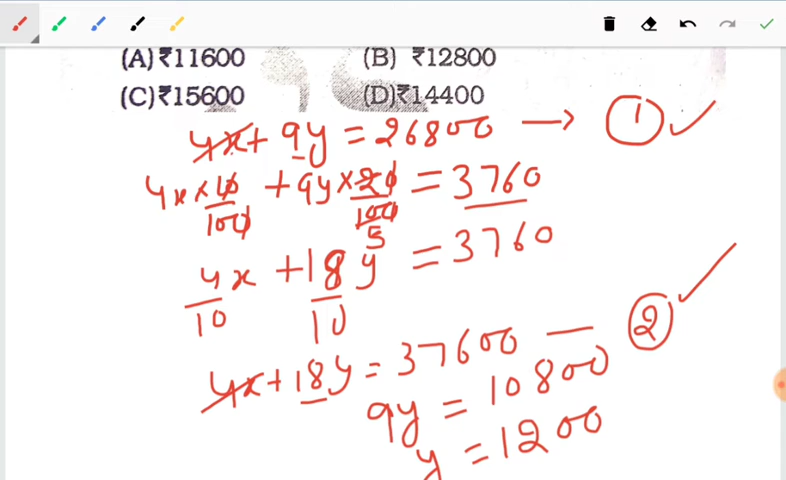 (A) ₹11600 (B) ₹12800
(C) ₹15600 (D) ₹14400
4x + 9y = 26800 → 1 ✓
4x × 10/100 + 9y × 20/100 = 3760
5
4x/10 + 18y/10 = 3760
4x + 18y = 37600 — 2 ✓
9y = 10800
y = 1200